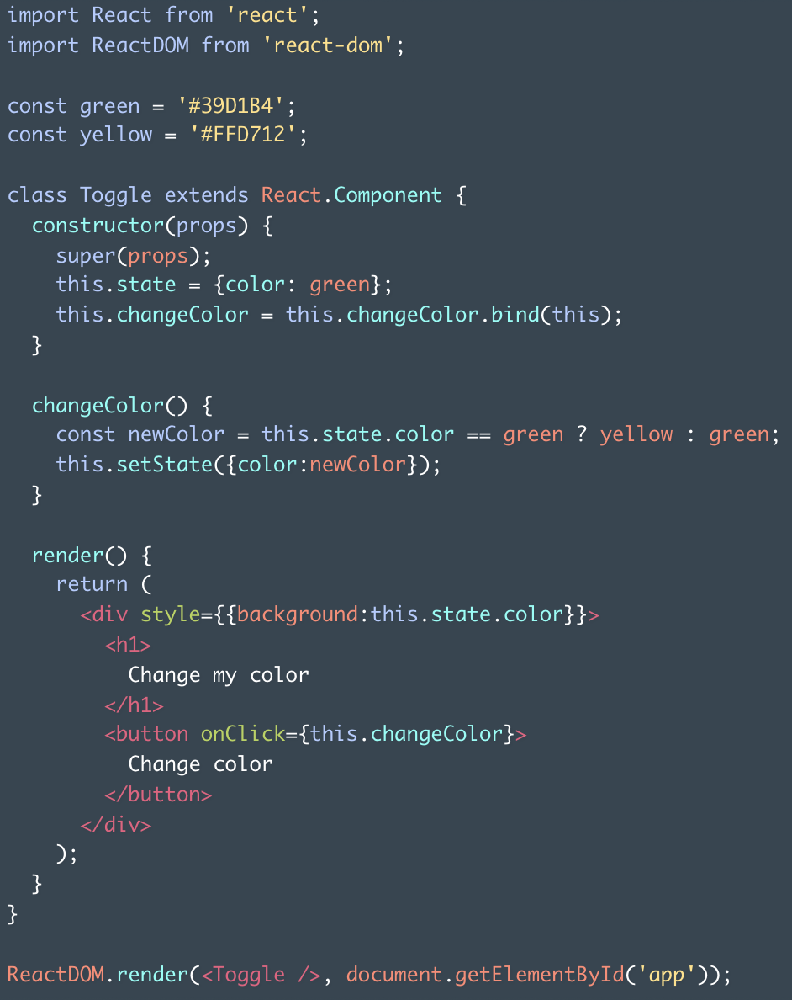 import React from 'react';
import ReactDOM from 'react-dom';

const green = '#39D1B4';
const yellow = '#FFD712';

class Toggle extends React.Component {
  constructor(props) {
    super(props);
    this.state = {color: green};
    this.changeColor = this.changeColor.bind(this);
  }

  changeColor() {
    const newColor = this.state.color == green ? yellow : green;
    this.setState({color:newColor});
  }

  render() {
    return (
      <div style={{background:this.state.color}}>
        <h1>
          Change my color
        </h1>
        <button onClick={this.changeColor}>
          Change color
        </button>
      </div>
    );
  }
}

ReactDOM.render(<Toggle />, document.getElementById('app'));